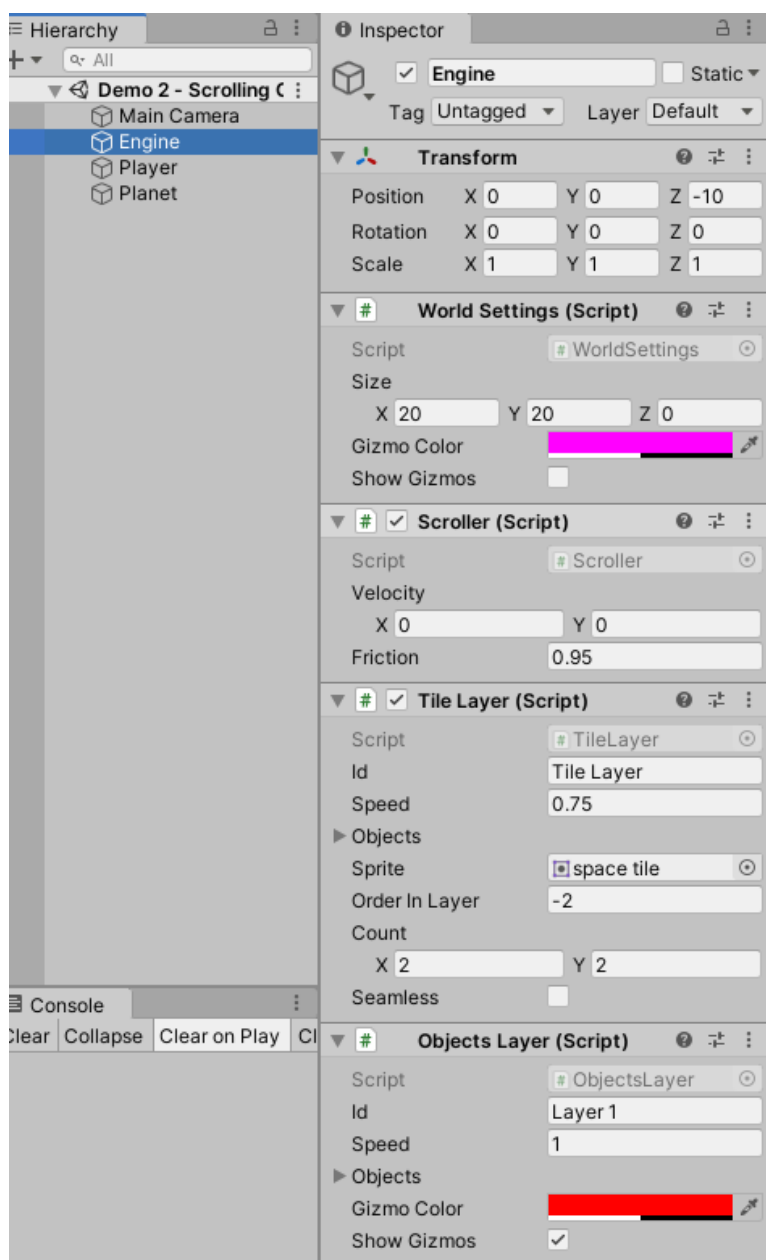 Hierarchy
All
Demo 2 - Scrolling
Main Camera
Engine
Player
Planet
Console
Clear Collapse Clear on Play
Inspector
Engine Static
Tag Untagged Layer Default
Transform
Position X 0 Y 0 Z -10
Rotation X 0 Y 0 Z 0
Scale X 1 Y 1 Z 1
# World Settings (Script)
Script # WorldSettings
Size
X 20 Y 20 Z 0
Gizmo Color
Show Gizmos
# Scroller (Script)
Script # Scroller
Velocity
X 0 Y 0
Friction 0.95
# Tile Layer (Script)
Script # TileLayer
Id Tile Layer
Speed 0.75
Objects
Sprite space tile
Order In Layer -2
Count
X 2 Y 2
Seamless
# Objects Layer (Script)
Script # ObjectsLayer
Id Layer 1
Speed 1
Objects
Gizmo Color
Show Gizmos